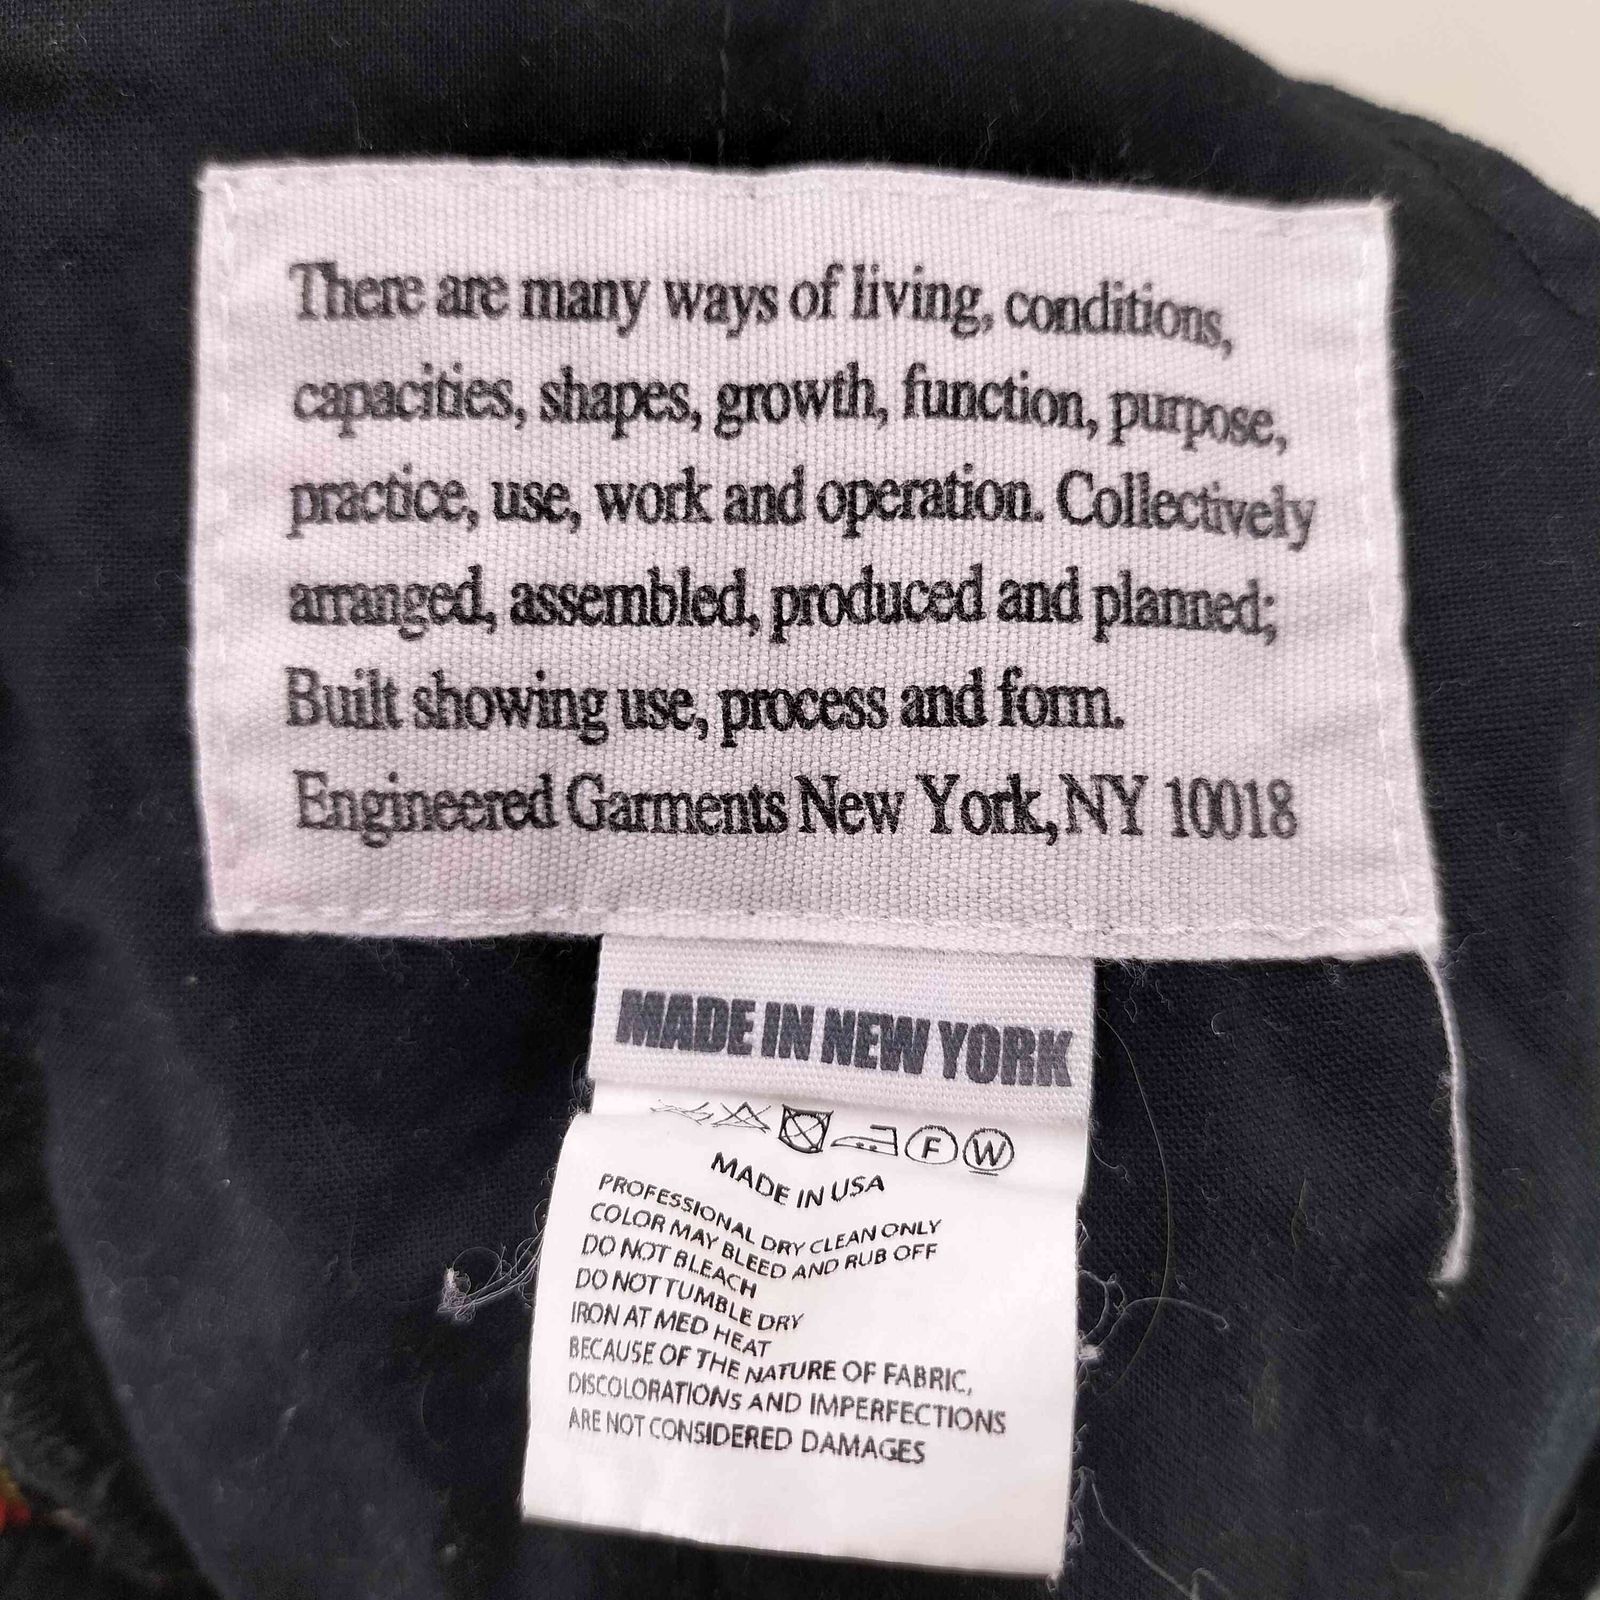 There are many ways of living, conditions,
capacities, shapes, growth, function, purpose,
practice, use, work and operation. Collectively
arranged, assembled, produced and planned;
Built showing use, process and form.
Engineered Garments New York, NY 10018
MADE IN NEW YORK
F W
MADE IN USA
PROFESSIONAL DRY CLEAN ONLY
COLOR MAY BLEED AND RUB OFF
DO NOT BLEACH
DO NOT TUMBLE DRY
IRON AT MED HEAT
BECAUSE OF THE NATURE OF FABRIC,
DISCOLORATIONS AND IMPERFECTIONS
ARE NOT CONSIDERED DAMAGES